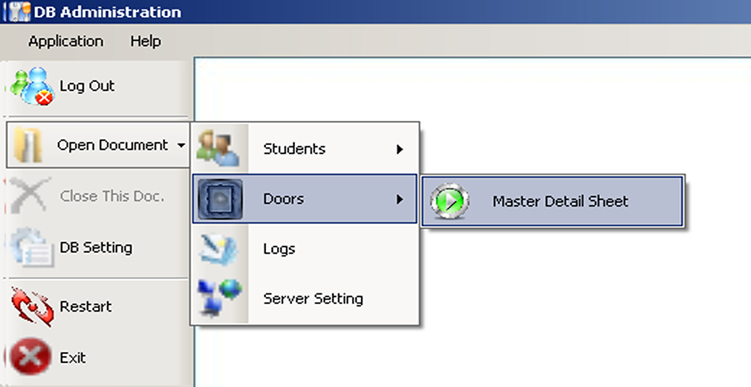 DB Administration
Application Help
Log Out
Open Document
Close This Doc.
DB Setting
Restart
Exit
Students
Doors
Logs
Server Setting
Master Detail Sheet